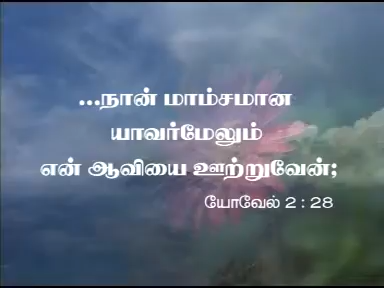 ...நான் மாம்சமான
யாவர்மேலும்
என் ஆவியை ஊற்றுவேன்;
யோவேல் 2 : 28